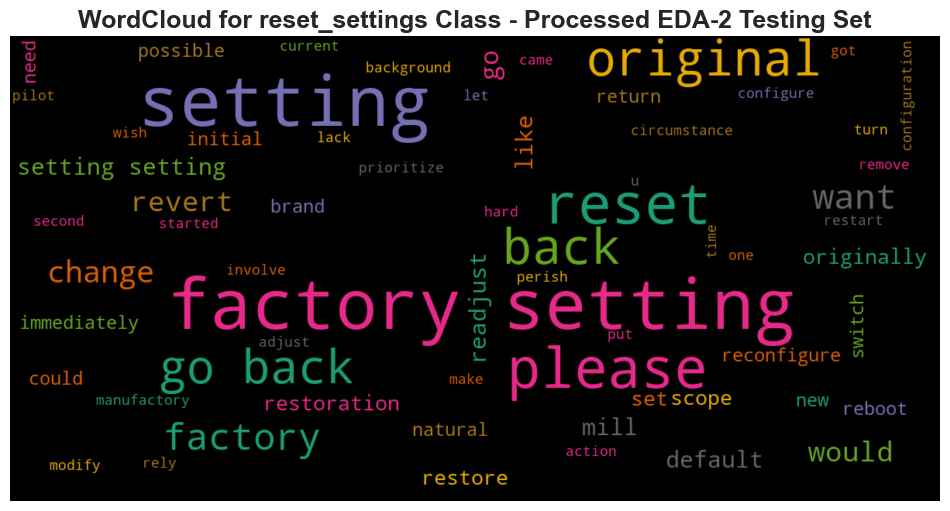 WordCloud for reset_settings Class - Processed EDA-2 Testing Set
need
possible
current
background
go
came
original
got
configuration
pilot
setting
let
return
configure
wish
initial
lack
like
circumstance
turn
setting setting
prioritize
remove
revert
brand
hard
u
reset
want
restart
second
started
back
time
one
originally
change
involve
readjust
perish
factory setting
immediately
adjust
put
switch
go back
please
reconfigure
could
make
manufactory
restoration
set
scope
new
reboot
factory
natural
mill
action
default
would
modify
rely
restore